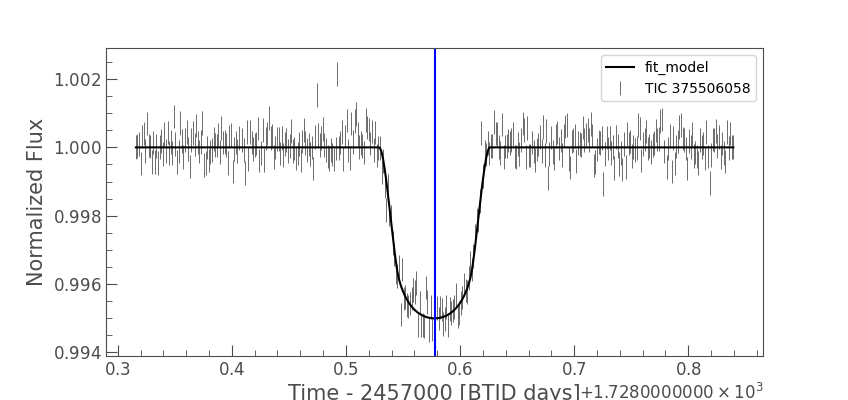 fit_model
TIC 375506058
Normalized Flux
1.002
1.000
0.998
0.996
0.994
0.3 0.4 0.5 0.6 0.7 0.8
Time - 2457000 [BTJD days]
+1.7280000000 × 10³